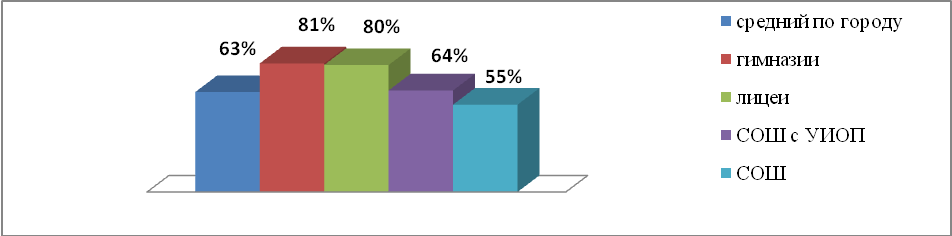 63%
81%
80%
64%
55%
средний по городу
гимназии
лицеи
СОШ с УИОП
СОШ